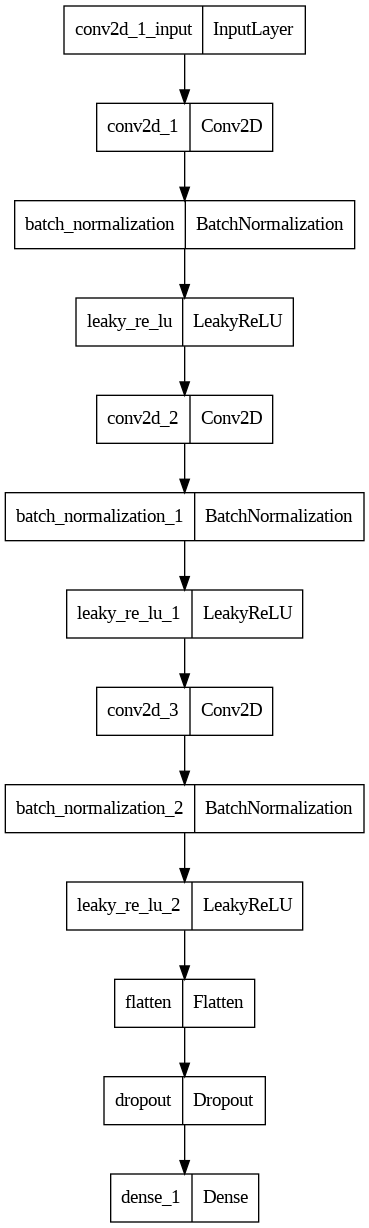 conv2d_1_input InputLayer
conv2d_1 Conv2D
batch_normalization BatchNormalization
leaky_re_lu LeakyReLU
conv2d_2 Conv2D
batch_normalization_1 BatchNormalization
leaky_re_lu_1 LeakyReLU
conv2d_3 Conv2D
batch_normalization_2 BatchNormalization
leaky_re_lu_2 LeakyReLU
flatten Flatten
dropout Dropout
dense_1 Dense